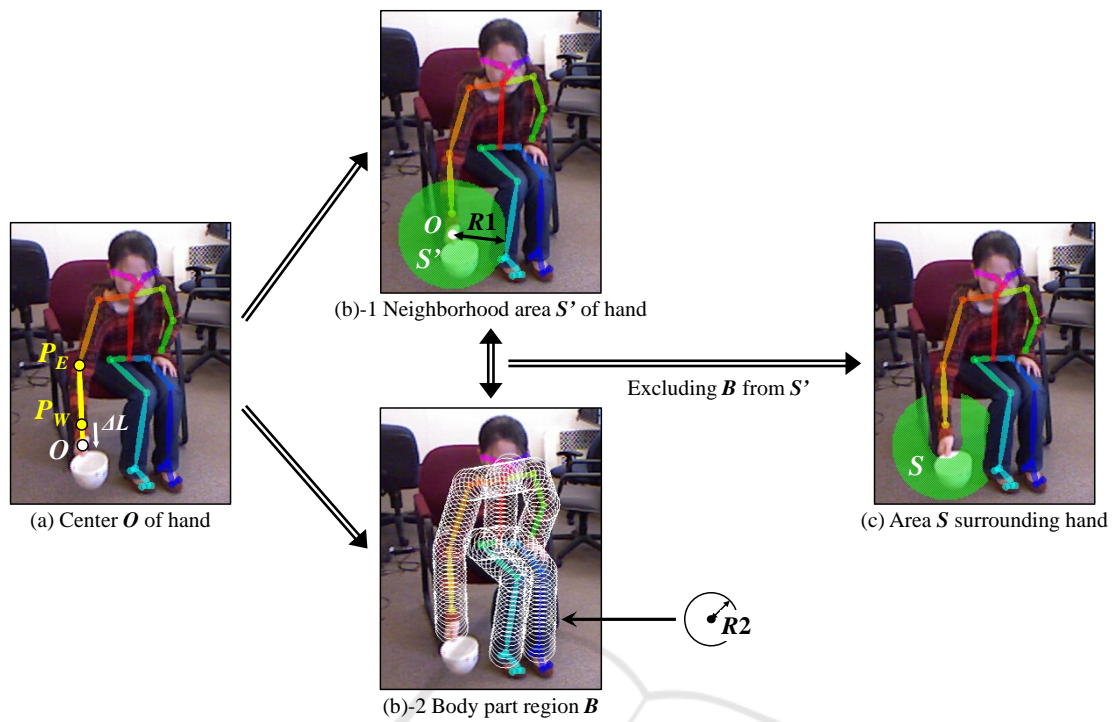 O
R1
S’
(b)-1 Neighborhood area S’ of hand
P_E
P_W
ΔL
O
(a) Center O of hand
Excluding B from S’
S
(c) Area S surrounding hand
R2
(b)-2 Body part region B